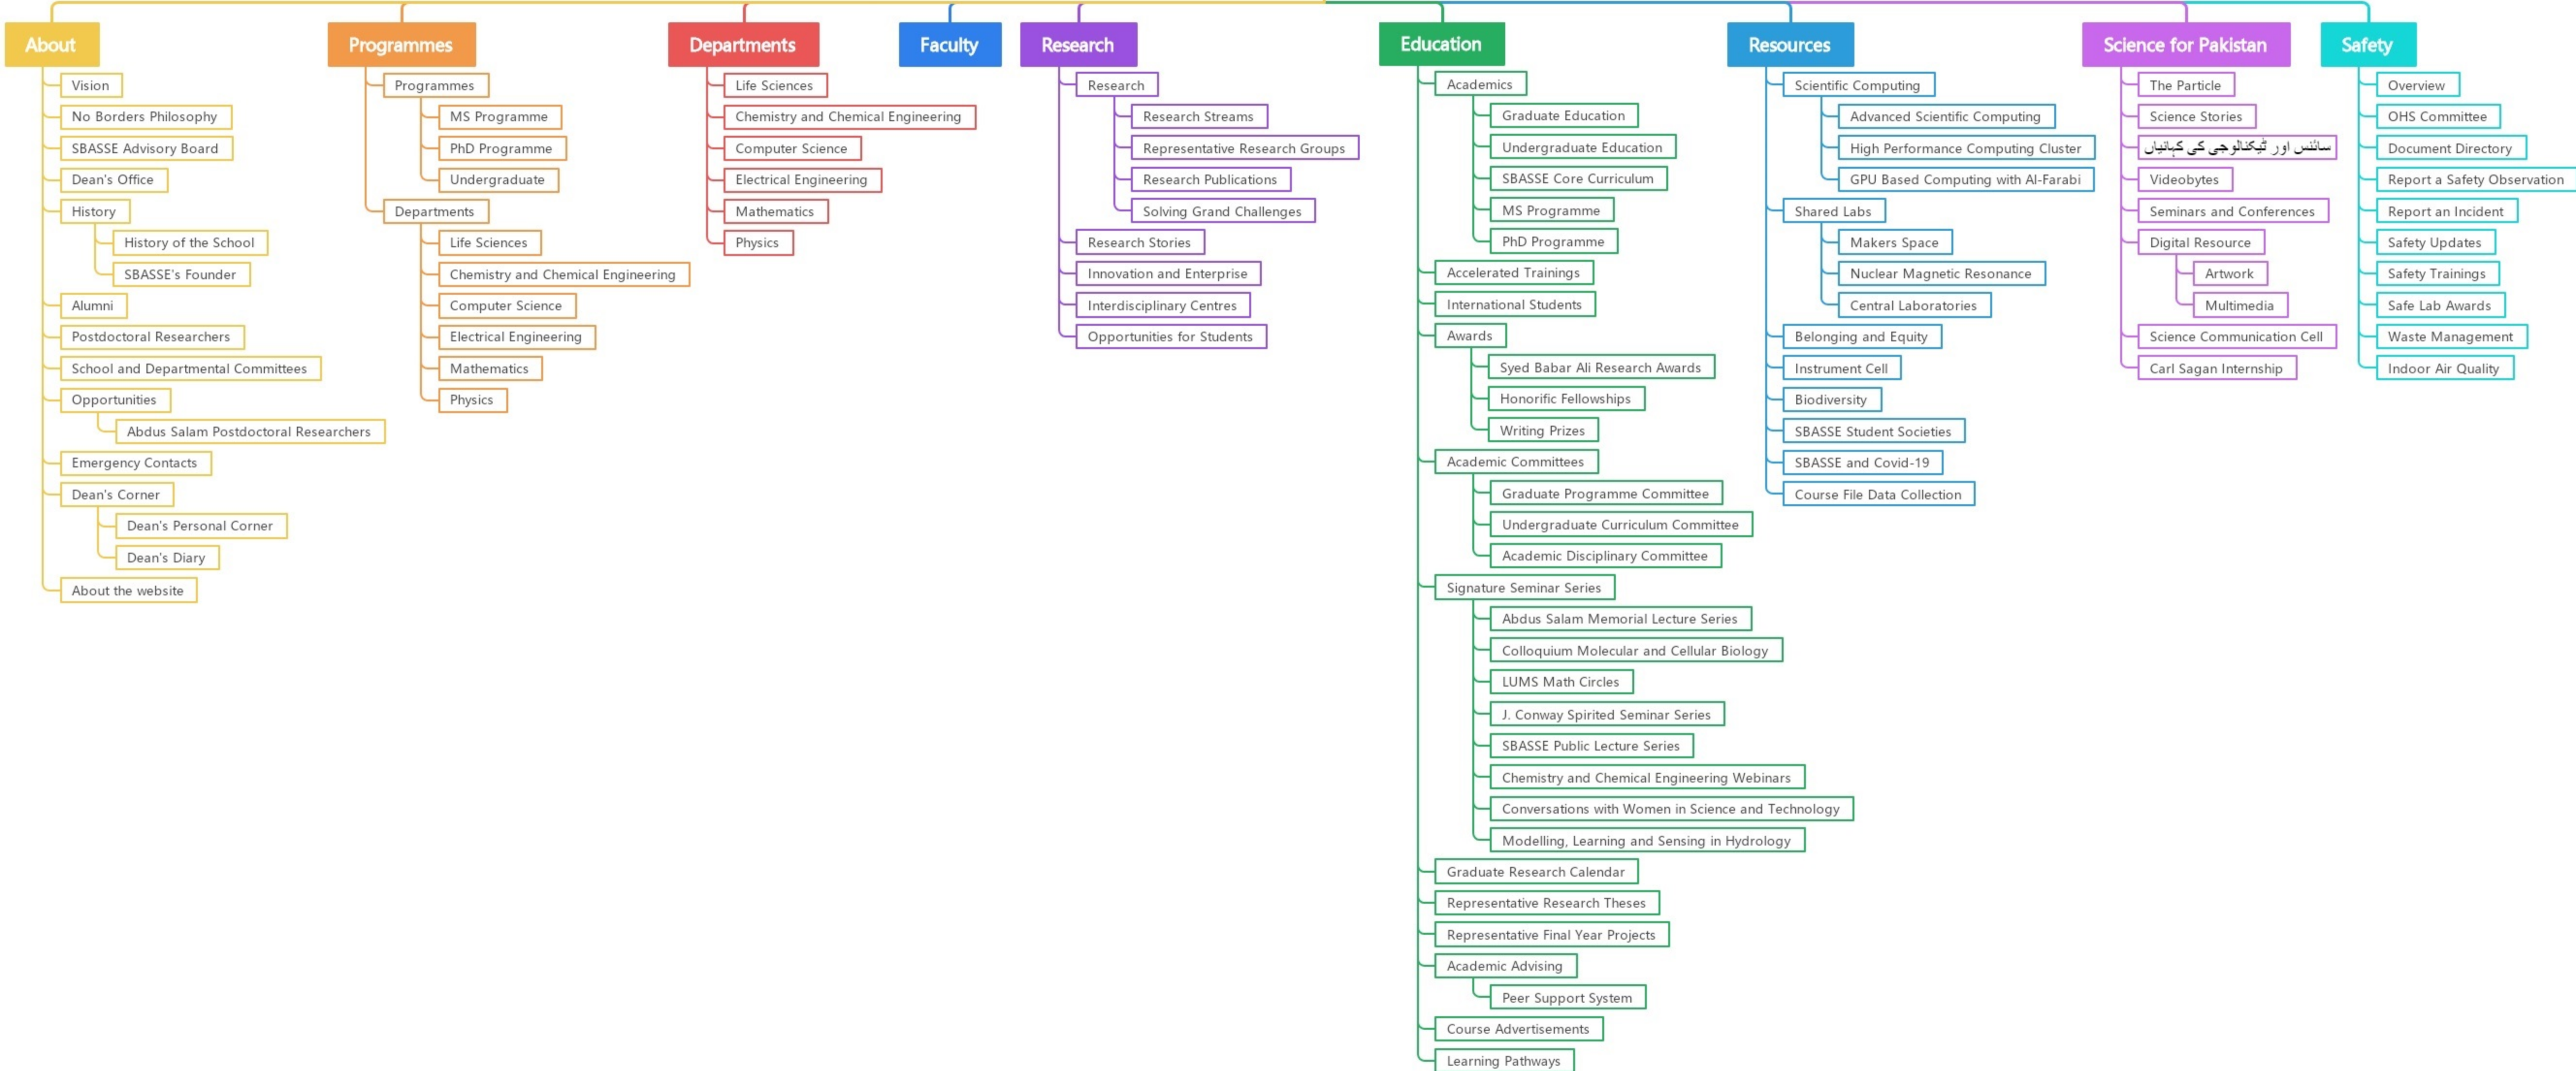 About
Vision
No Borders Philosophy
SBASSE Advisory Board
Dean's Office
History
History of the School
SBASSE's Founder
Alumni
Postdoctoral Researchers
School and Departmental Committees
Opportunities
Abdus Salam Postdoctoral Researchers
Emergency Contacts
Dean's Corner
Dean's Personal Corner
Dean's Diary
About the website
Programmes
Programmes
MS Programme
PhD Programme
Undergraduate
Departments
Life Sciences
Chemistry and Chemical Engineering
Computer Science
Electrical Engineering
Mathematics
Physics
Departments
Life Sciences
Chemistry and Chemical Engineering
Computer Science
Electrical Engineering
Mathematics
Physics
Faculty
Research
Research
Research Streams
Representative Research Groups
Research Publications
Solving Grand Challenges
Research Stories
Innovation and Enterprise
Interdisciplinary Centres
Opportunities for Students
Education
Academics
Graduate Education
Undergraduate Education
SBASSE Core Curriculum
MS Programme
PhD Programme
Accelerated Trainings
International Students
Awards
Syed Babar Ali Research Awards
Honorific Fellowships
Writing Prizes
Academic Committees
Graduate Programme Committee
Undergraduate Curriculum Committee
Academic Disciplinary Committee
Signature Seminar Series
Abdus Salam Memorial Lecture Series
Colloquium Molecular and Cellular Biology
LUMS Math Circles
J. Conway Spirited Seminar Series
SBASSE Public Lecture Series
Chemistry and Chemical Engineering Webinars
Conversations with Women in Science and Technology
Modelling, Learning and Sensing in Hydrology
Graduate Research Calendar
Representative Research Theses
Representative Final Year Projects
Academic Advising
Peer Support System
Course Advertisements
Learning Pathways
Resources
Scientific Computing
Advanced Scientific Computing
High Performance Computing Cluster
GPU Based Computing with Al-Farabi
Shared Labs
Makers Space
Nuclear Magnetic Resonance
Central Laboratories
Belonging and Equity
Instrument Cell
Biodiversity
SBASSE Student Societies
SBASSE and Covid-19
Course File Data Collection
Science for Pakistan
The Particle
Science Stories
سائنس اور ٹیکنالوجی کی کہانیاں
Videobytes
Seminars and Conferences
Digital Resource
Artwork
Multimedia
Science Communication Cell
Carl Sagan Internship
Safety
Overview
OHS Committee
Document Directory
Report a Safety Observation
Report an Incident
Safety Updates
Safety Trainings
Safe Lab Awards
Waste Management
Indoor Air Quality